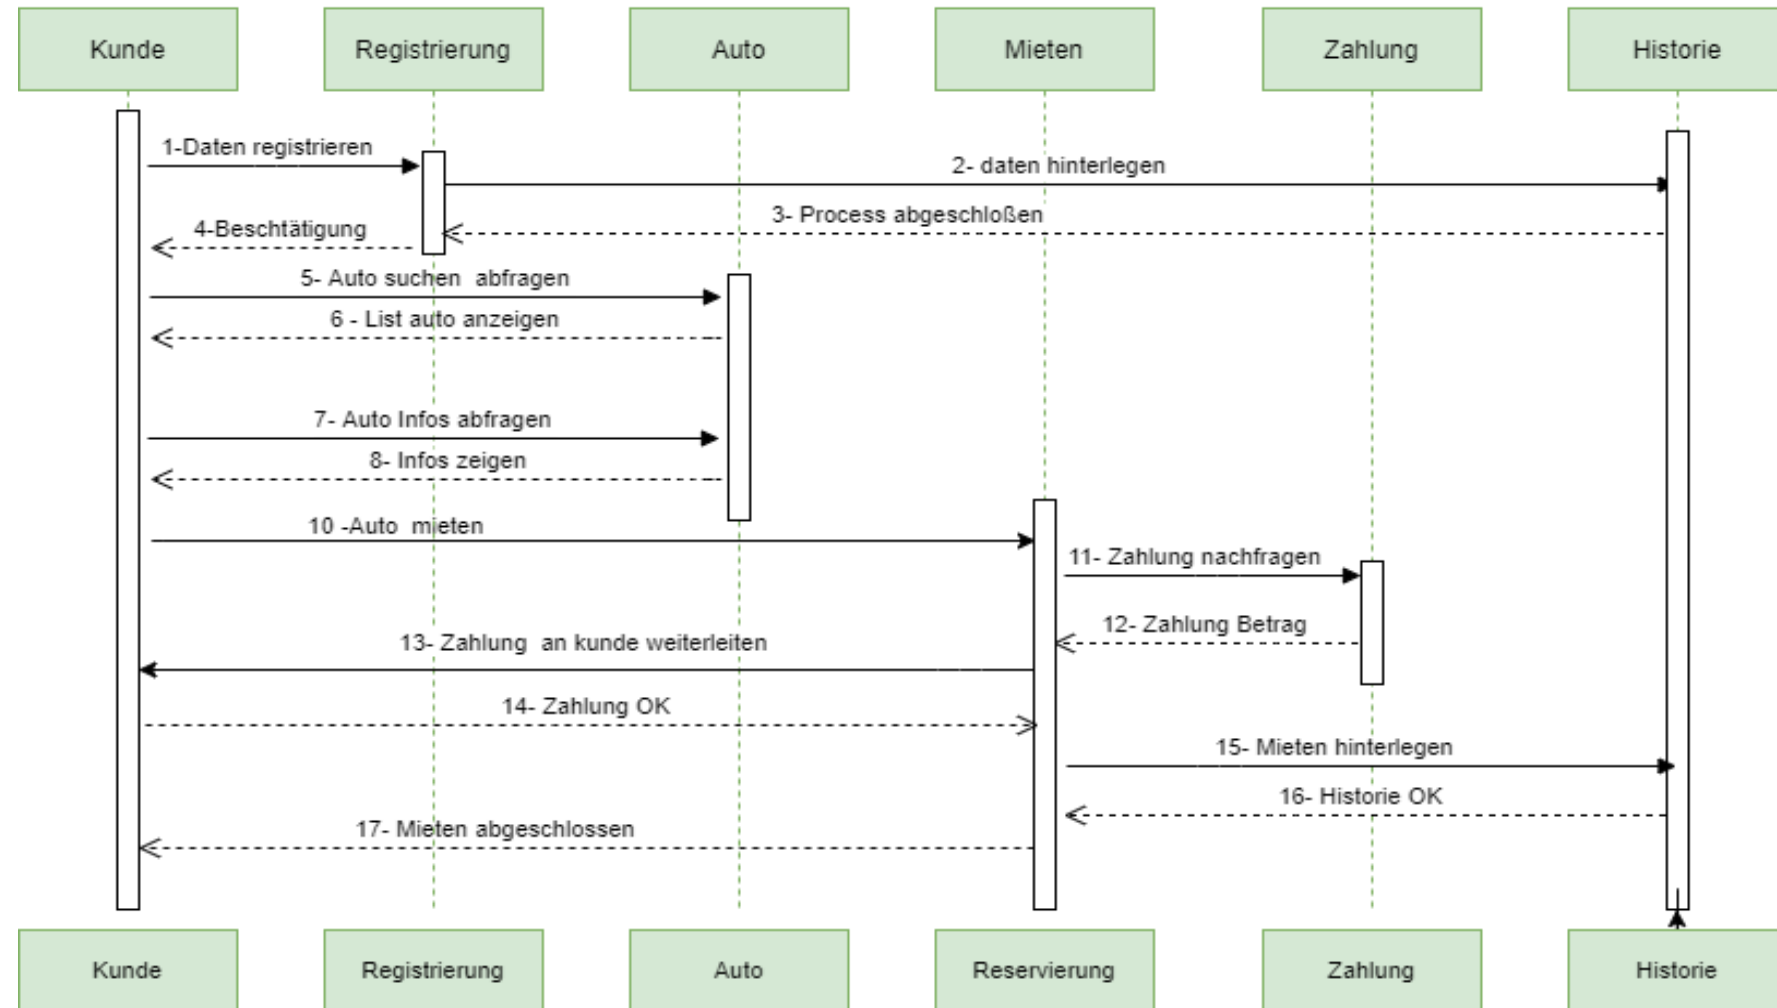 Kunde
Registrierung
Auto
Mieten
Zahlung
Historie
1-Daten registrieren
2- daten hinterlegen
3- Process abgeschloßen
4-Beschtätigung
5- Auto suchen abfragen
6 - List auto anzeigen
7- Auto Infos abfragen
8- Infos zeigen
10 -Auto mieten
11- Zahlung nachfragen
12- Zahlung Betrag
13- Zahlung an kunde weiterleiten
14- Zahlung OK
15- Mieten hinterlegen
16- Historie OK
17- Mieten abgeschlossen
Kunde
Registrierung
Auto
Reservierung
Zahlung
Historie